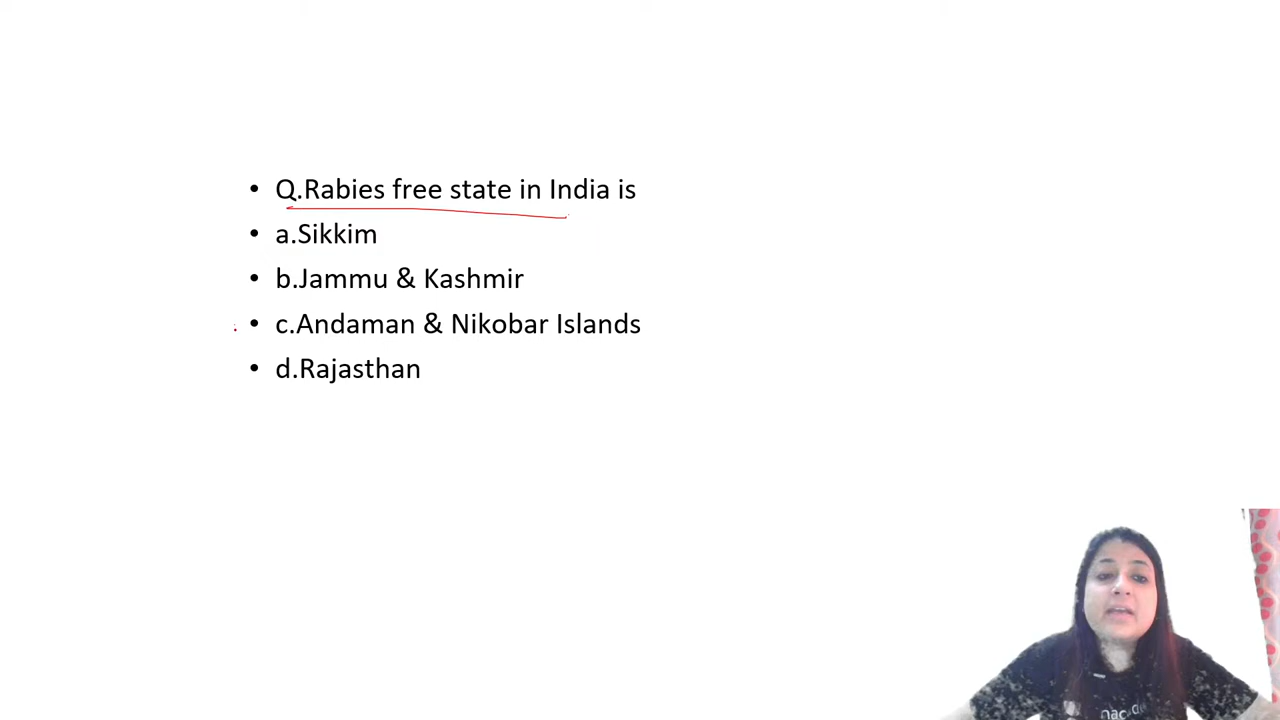 • Q.Rabies free state in India is
• a.Sikkim
• b.Jammu & Kashmir
• c.Andaman & Nikobar Islands
• d.Rajasthan